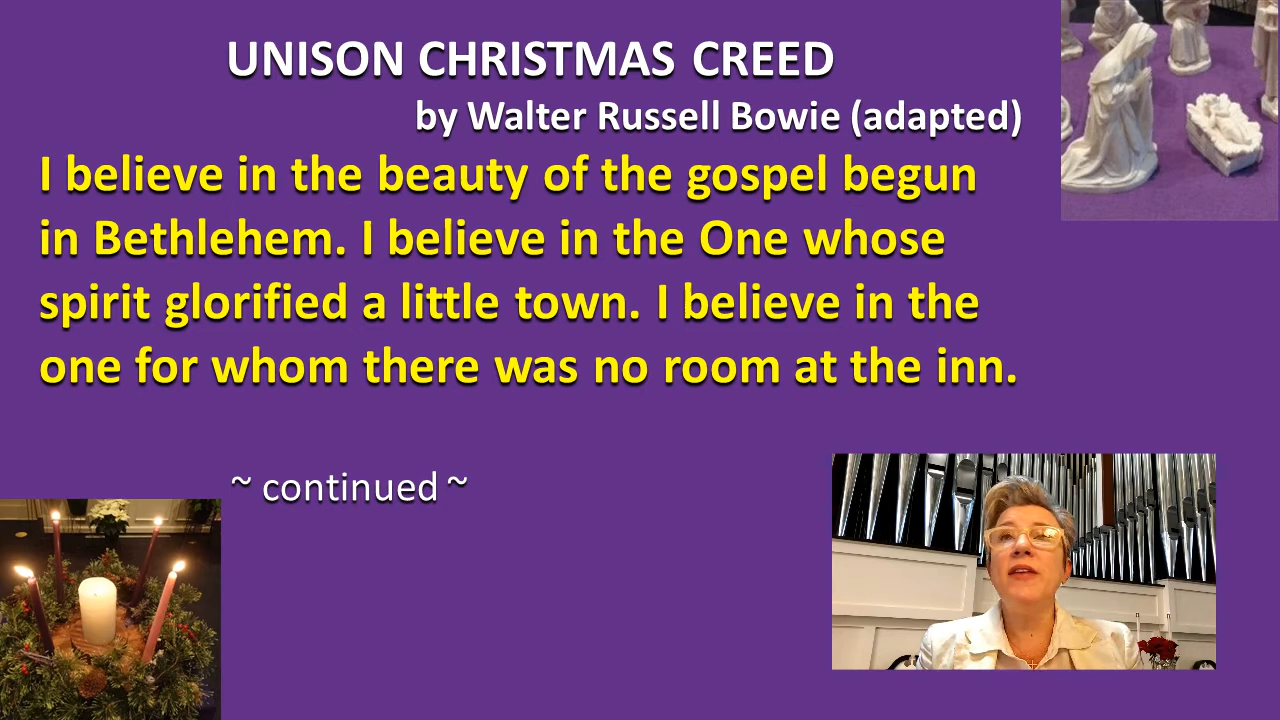 UNISON CHRISTMAS CREED
by Walter Russell Bowie (adapted)
I believe in the beauty of the gospel begun
in Bethlehem. I believe in the One whose
spirit glorified a little town. I believe in the
one for whom there was no room at the inn.
~ continued ~